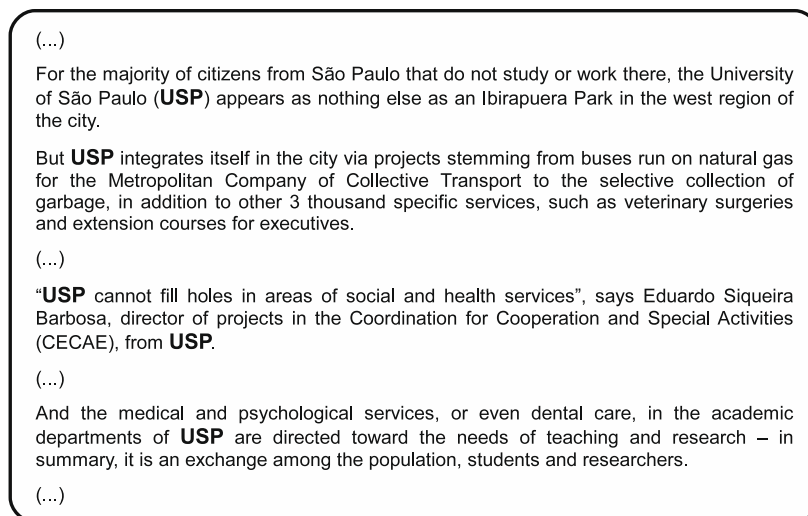 (...)
For the majority of citizens from São Paulo that do not study or work there, the University
of São Paulo (USP) appears as nothing else as an Ibirapuera Park in the west region of
the city.
But USP integrates itself in the city via projects stemming from buses run on natural gas
for the Metropolitan Company of Collective Transport to the selective collection of
garbage, in addition to other 3 thousand specific services, such as veterinary surgeries
and extension courses for executives.
(...)
“USP cannot fill holes in areas of social and health services”, says Eduardo Siqueira
Barbosa, director of projects in the Coordination for Cooperation and Special Activities
(CECAE), from USP.
(...)
And the medical and psychological services, or even dental care, in the academic
departments of USP are directed toward the needs of teaching and research – in
summary, it is an exchange among the population, students and researchers.
(...)